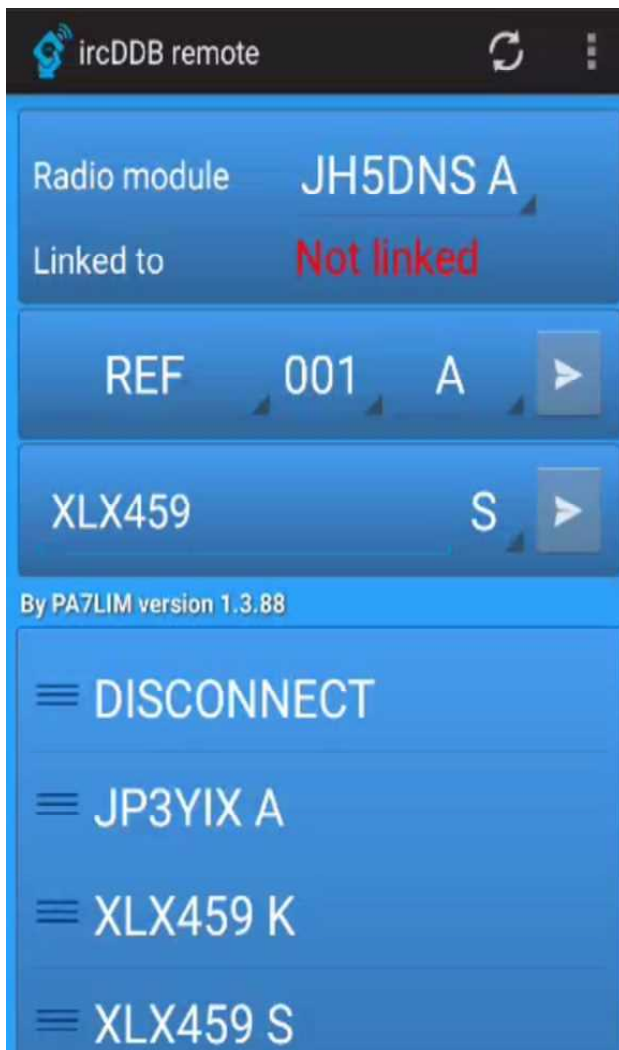 ircDDB remote
Radio module JH5DNS A
Linked to Not linked
REF 001 A
XLX459 S
By PA7LIM version 1.3.88
DISCONNECT
JP3YIX A
XLX459 K
XLX459 S